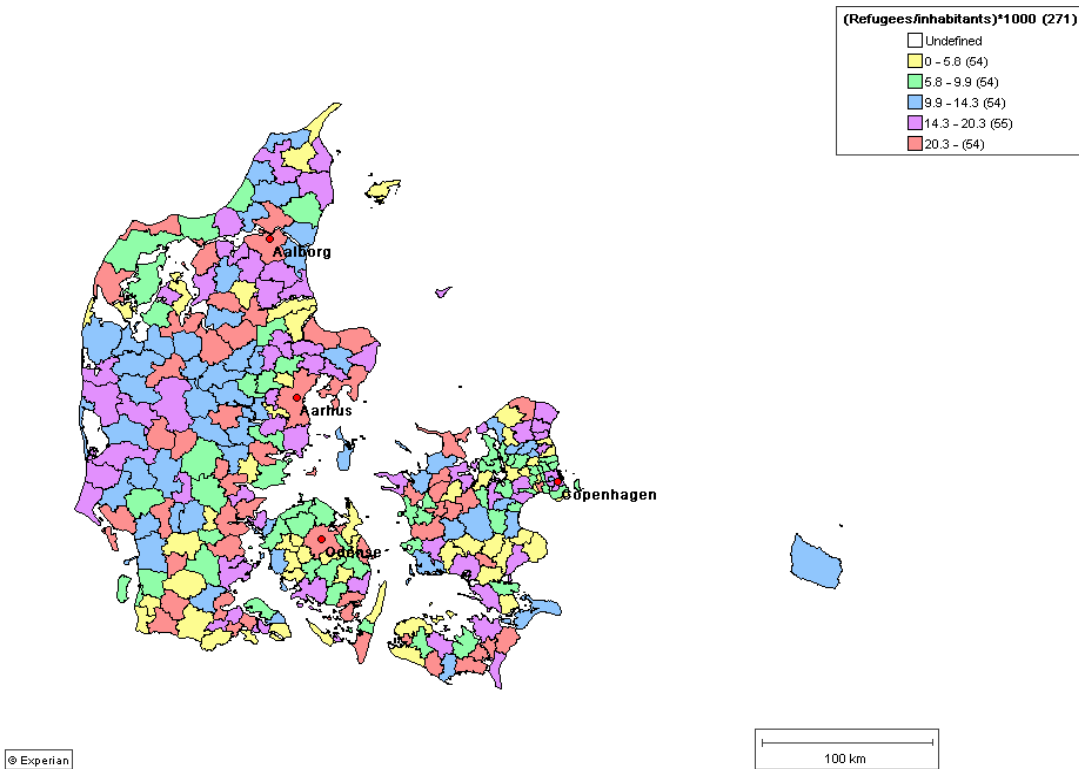 (Refugees/inhabitants)*1000 (271)
Undefined
0 - 5.8 (54)
5.8 - 9.9 (54)
9.9 - 14.3 (54)
14.3 - 20.3 (55)
20.3 - (54)
Aalborg
Aarhus
Copenhagen
Odense
100 km
© Experian